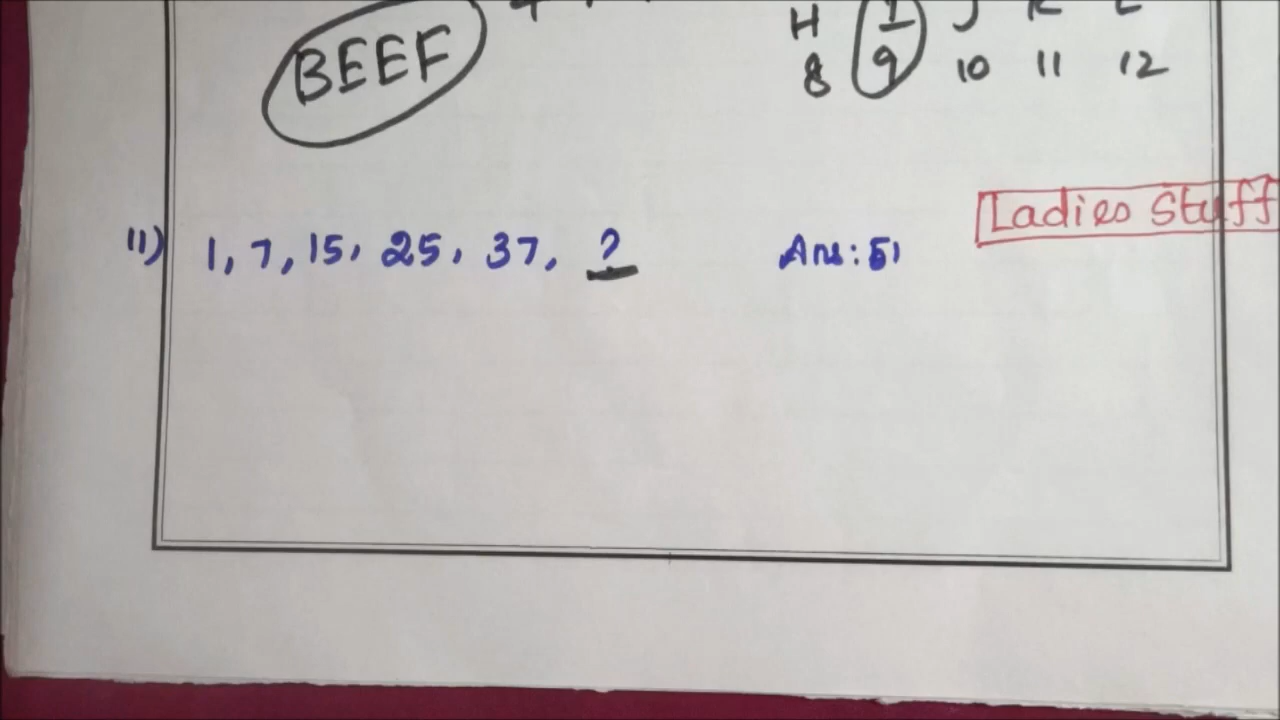 H I J K L
BEEF
8 9 10 11 12
Ladies Stuff
11) 1, 7, 15, 25, 37, ? Ans: 51